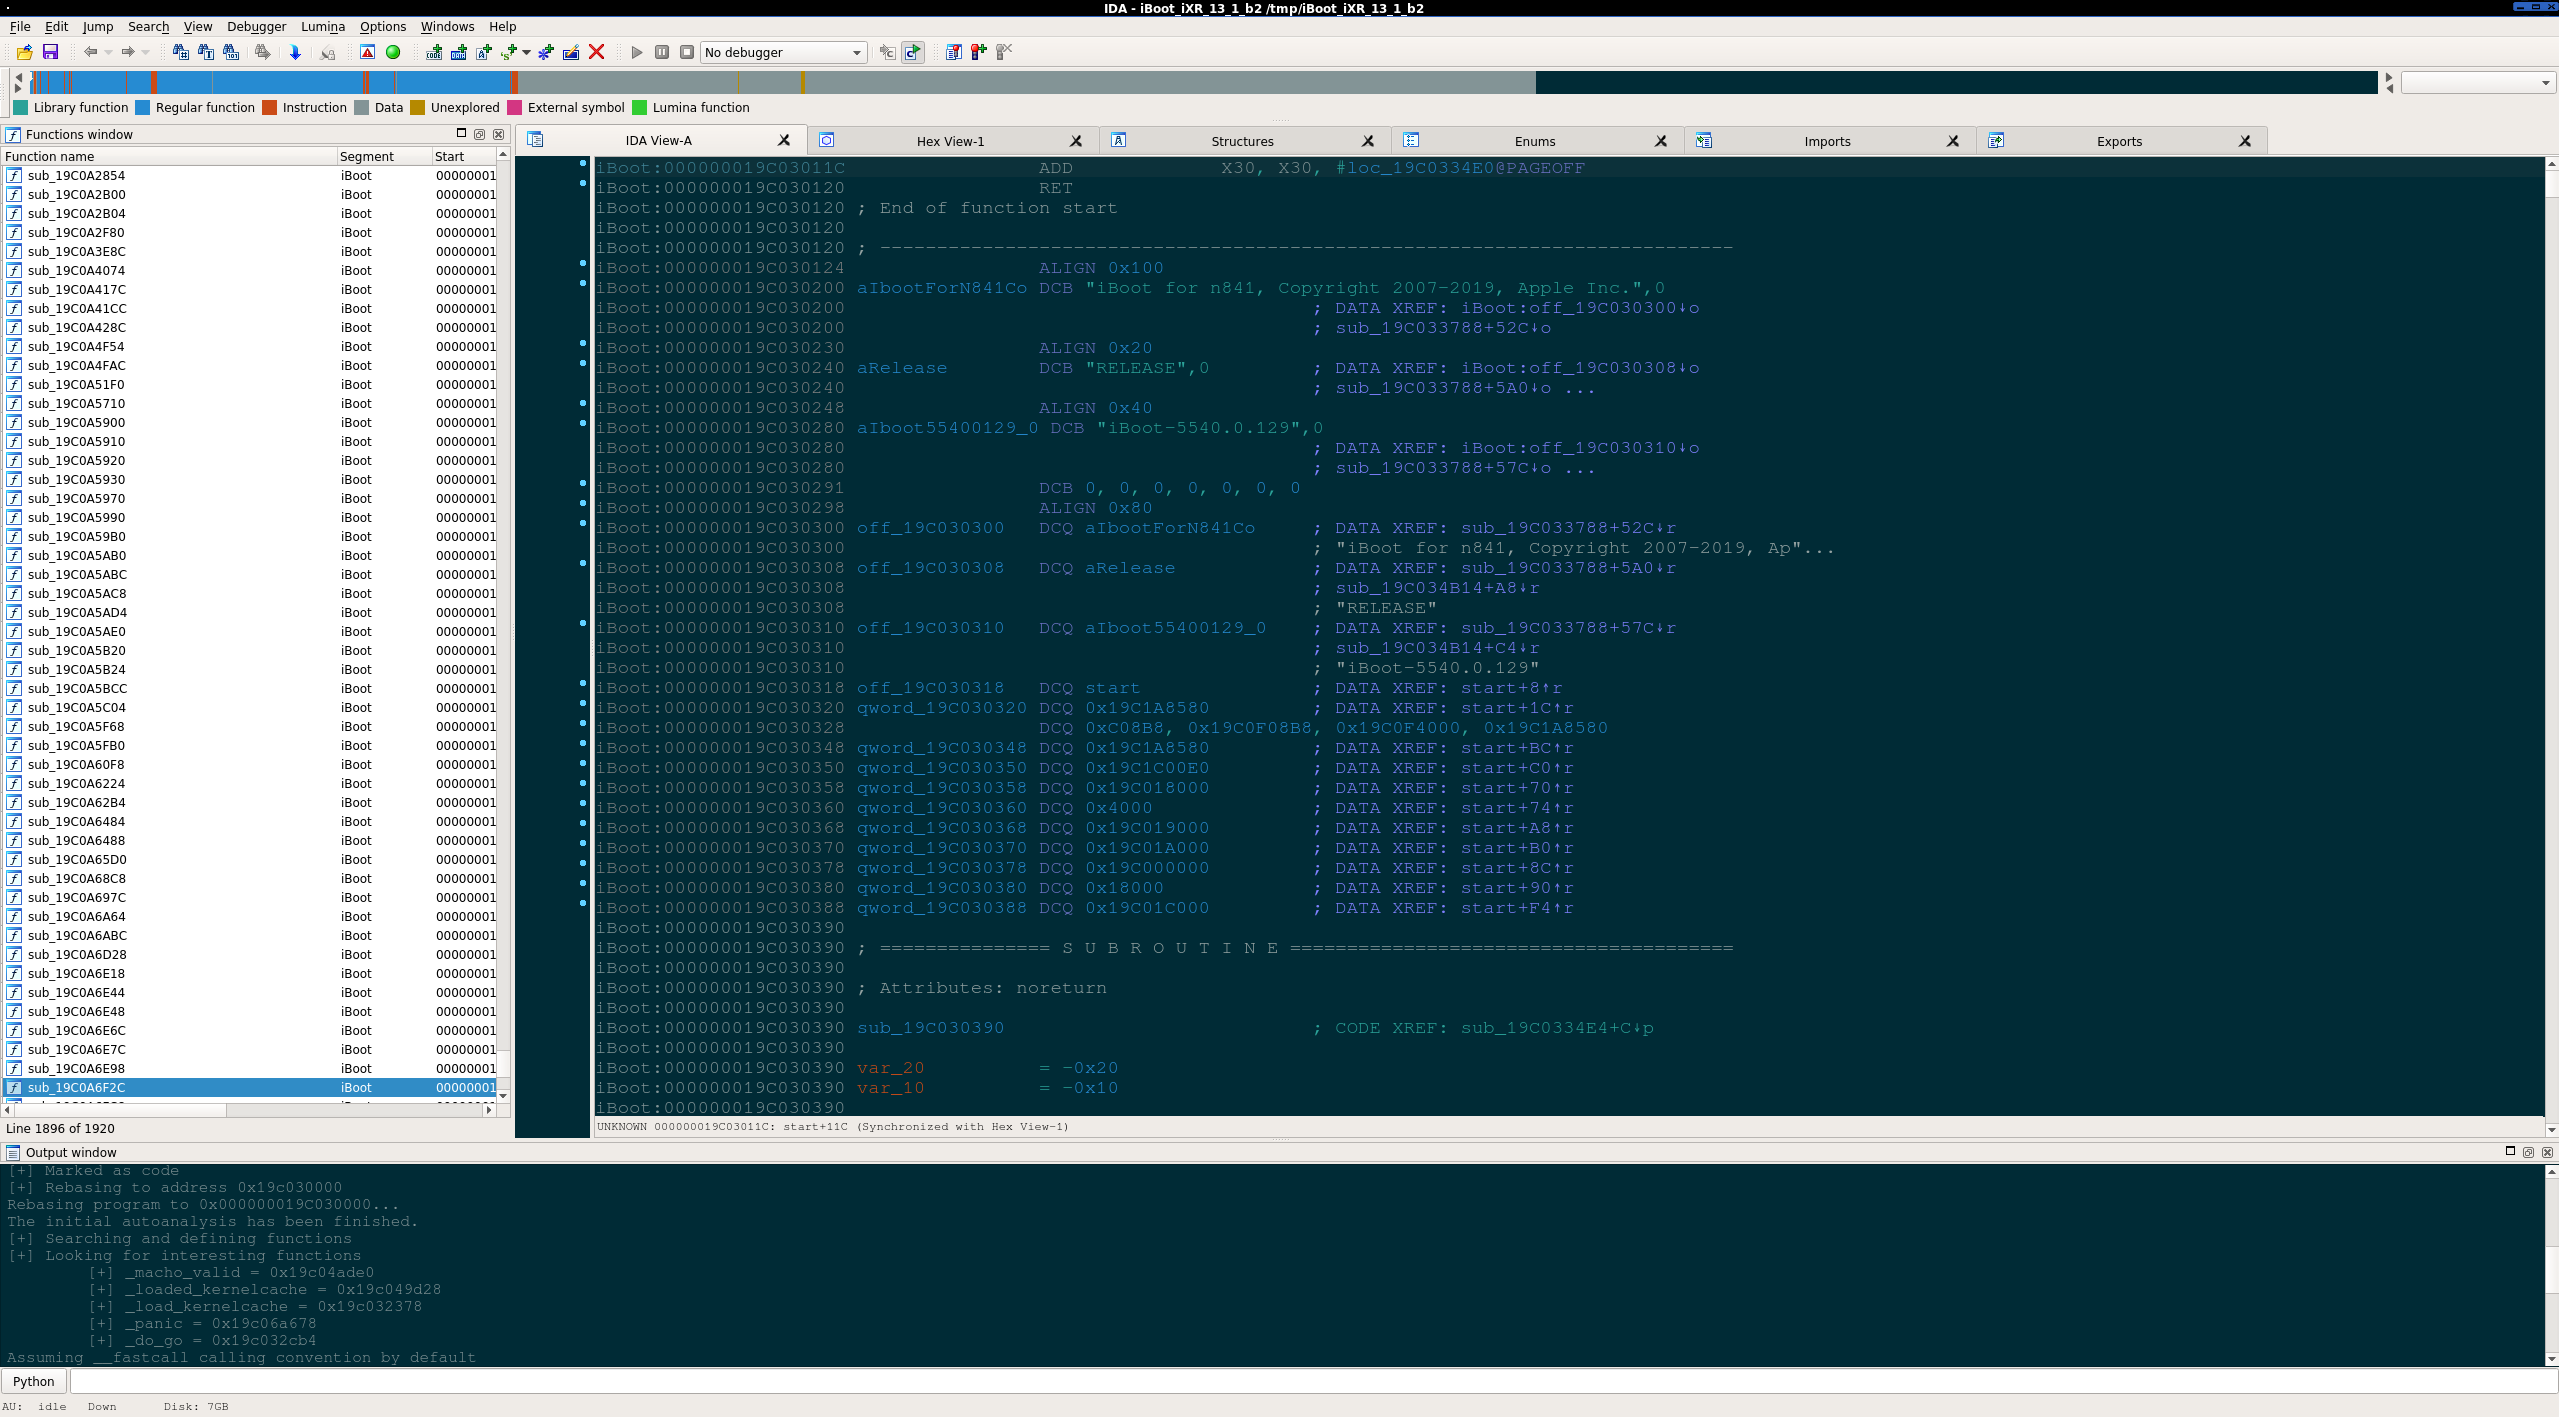 IDA - iBoot_iXR_13_1_b2 /tmp/iBoot_iXR_13_1_b2
File Edit Jump Search View Debugger Lumina Options Windows Help
No debugger
Library function Regular function Instruction Data Unexplored External symbol Lumina function
Functions window
Function name Segment Start
sub_19C0A2854 iBoot 00000001
sub_19C0A2B00 iBoot 00000001
sub_19C0A2B04 iBoot 00000001
sub_19C0A2F80 iBoot 00000001
sub_19C0A3E8C iBoot 00000001
sub_19C0A4074 iBoot 00000001
sub_19C0A417C iBoot 00000001
sub_19C0A41CC iBoot 00000001
sub_19C0A428C iBoot 00000001
sub_19C0A4F54 iBoot 00000001
sub_19C0A4FAC iBoot 00000001
sub_19C0A51F0 iBoot 00000001
sub_19C0A5710 iBoot 00000001
sub_19C0A5900 iBoot 00000001
sub_19C0A5910 iBoot 00000001
sub_19C0A5920 iBoot 00000001
sub_19C0A5930 iBoot 00000001
sub_19C0A5970 iBoot 00000001
sub_19C0A5990 iBoot 00000001
sub_19C0A59B0 iBoot 00000001
sub_19C0A5AB0 iBoot 00000001
sub_19C0A5ABC iBoot 00000001
sub_19C0A5AC8 iBoot 00000001
sub_19C0A5AD4 iBoot 00000001
sub_19C0A5AE0 iBoot 00000001
sub_19C0A5B20 iBoot 00000001
sub_19C0A5B24 iBoot 00000001
sub_19C0A5BCC iBoot 00000001
sub_19C0A5C04 iBoot 00000001
sub_19C0A5F68 iBoot 00000001
sub_19C0A5FB0 iBoot 00000001
sub_19C0A60F8 iBoot 00000001
sub_19C0A6224 iBoot 00000001
sub_19C0A62B4 iBoot 00000001
sub_19C0A6484 iBoot 00000001
sub_19C0A6488 iBoot 00000001
sub_19C0A65D0 iBoot 00000001
sub_19C0A68C8 iBoot 00000001
sub_19C0A697C iBoot 00000001
sub_19C0A6A64 iBoot 00000001
sub_19C0A6ABC iBoot 00000001
sub_19C0A6D28 iBoot 00000001
sub_19C0A6E18 iBoot 00000001
sub_19C0A6E44 iBoot 00000001
sub_19C0A6E48 iBoot 00000001
sub_19C0A6E6C iBoot 00000001
sub_19C0A6E7C iBoot 00000001
sub_19C0A6E98 iBoot 00000001
sub_19C0A6F2C iBoot 00000001
Line 1896 of 1920
IDA View-A Hex View-1 Structures Enums Imports Exports
iBoot:000000019C03011C ADD X30, X30, #loc_19C0334E0@PAGEOFF
iBoot:000000019C030120 RET
iBoot:000000019C030120 ; End of function start
iBoot:000000019C030120
iBoot:000000019C030120 ; ---------------------------------------------------------------------------
iBoot:000000019C030124 ALIGN 0x100
iBoot:000000019C030200 aIbootForN841Co DCB "iBoot for n841, Copyright 2007-2019, Apple Inc.",0
iBoot:000000019C030200 ; DATA XREF: iBoot:off_19C030300↓o
iBoot:000000019C030200 ; sub_19C033788+52C↓o
iBoot:000000019C030230 ALIGN 0x20
iBoot:000000019C030240 aRelease DCB "RELEASE",0 ; DATA XREF: iBoot:off_19C030308↓o
iBoot:000000019C030240 ; sub_19C033788+5A0↓o ...
iBoot:000000019C030248 ALIGN 0x40
iBoot:000000019C030280 aIboot55400129_0 DCB "iBoot-5540.0.129",0
iBoot:000000019C030280 ; DATA XREF: iBoot:off_19C030310↓o
iBoot:000000019C030280 ; sub_19C033788+57C↓o ...
iBoot:000000019C030291 DCB 0, 0, 0, 0, 0, 0, 0
iBoot:000000019C030298 ALIGN 0x80
iBoot:000000019C030300 off_19C030300 DCQ aIbootForN841Co ; DATA XREF: sub_19C033788+52C↓r
iBoot:000000019C030300 ; "iBoot for n841, Copyright 2007-2019, Ap"...
iBoot:000000019C030308 off_19C030308 DCQ aRelease ; DATA XREF: sub_19C033788+5A0↓r
iBoot:000000019C030308 ; sub_19C034B14+A8↓r
iBoot:000000019C030308 ; "RELEASE"
iBoot:000000019C030310 off_19C030310 DCQ aIboot55400129_0 ; DATA XREF: sub_19C033788+57C↓r
iBoot:000000019C030310 ; sub_19C034B14+C4↓r
iBoot:000000019C030310 ; "iBoot-5540.0.129"
iBoot:000000019C030318 off_19C030318 DCQ start ; DATA XREF: start+8↑r
iBoot:000000019C030320 qword_19C030320 DCQ 0x19C1A8580 ; DATA XREF: start+1C↑r
iBoot:000000019C030328 DCQ 0xC08B8, 0x19C0F08B8, 0x19C0F4000, 0x19C1A8580
iBoot:000000019C030348 qword_19C030348 DCQ 0x19C1A8580 ; DATA XREF: start+BC↑r
iBoot:000000019C030350 qword_19C030350 DCQ 0x19C1C00E0 ; DATA XREF: start+C0↑r
iBoot:000000019C030358 qword_19C030358 DCQ 0x19C018000 ; DATA XREF: start+70↑r
iBoot:000000019C030360 qword_19C030360 DCQ 0x4000 ; DATA XREF: start+74↑r
iBoot:000000019C030368 qword_19C030368 DCQ 0x19C019000 ; DATA XREF: start+A8↑r
iBoot:000000019C030370 qword_19C030370 DCQ 0x19C01A000 ; DATA XREF: start+B0↑r
iBoot:000000019C030378 qword_19C030378 DCQ 0x19C000000 ; DATA XREF: start+8C↑r
iBoot:000000019C030380 qword_19C030380 DCQ 0x18000 ; DATA XREF: start+90↑r
iBoot:000000019C030388 qword_19C030388 DCQ 0x19C01C000 ; DATA XREF: start+F4↑r
iBoot:000000019C030390
iBoot:000000019C030390 ; =============== S U B R O U T I N E =======================================
iBoot:000000019C030390
iBoot:000000019C030390 ; Attributes: noreturn
iBoot:000000019C030390
iBoot:000000019C030390 sub_19C030390 ; CODE XREF: sub_19C0334E4+C↓p
iBoot:000000019C030390
iBoot:000000019C030390 var_20 = -0x20
iBoot:000000019C030390 var_10 = -0x10
iBoot:000000019C030390
UNKNOWN 000000019C03011C: start+11C (Synchronized with Hex View-1)
Output window
[+] Marked as code
[+] Rebasing to address 0x19c030000
Rebasing program to 0x000000019C030000...
The initial autoanalysis has been finished.
[+] Searching and defining functions
[+] Looking for interesting functions
[+] _macho_valid = 0x19c04ade0
[+] _loaded_kernelcache = 0x19c049d28
[+] _load_kernelcache = 0x19c032378
[+] _panic = 0x19c06a678
[+] _do_go = 0x19c032cb4
Assuming __fastcall calling convention by default
Python
AU: idle Down Disk: 7GB